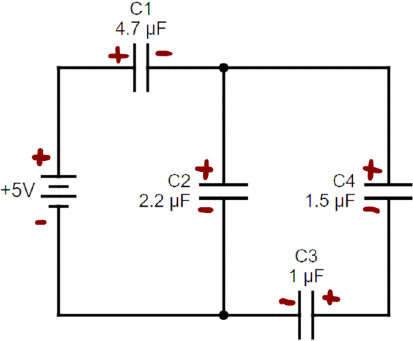 C1
4.7 µF
+ -
+
+5V
-
C2
2.2 µF
+
-
C4
1.5 µF
+
-
C3
1 µF
- +